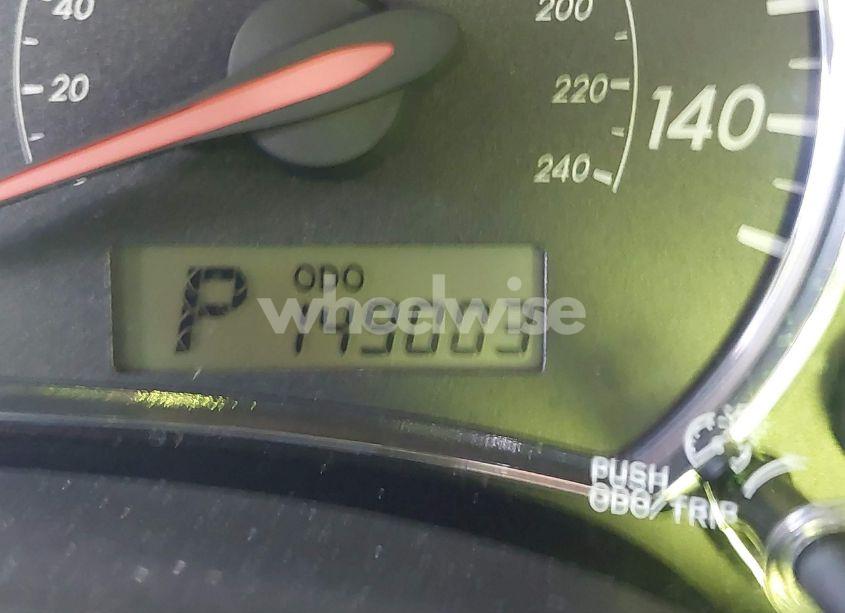 40
20
200
220
240
140
ODO
P
wheelwise
PUSH
ODO/TRIP